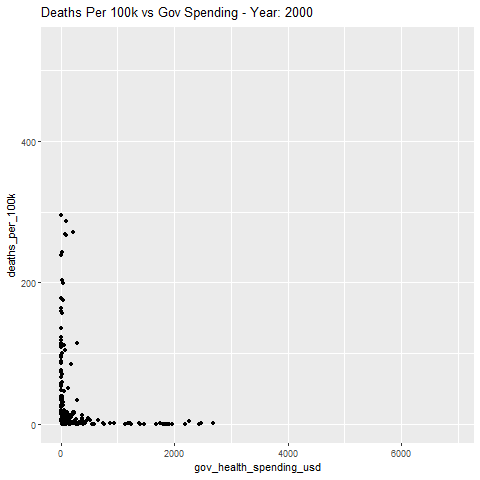 Deaths Per 100k vs Gov Spending - Year: 2000
deaths_per_100k
400
200
0
0 2000 4000 6000
gov_health_spending_usd